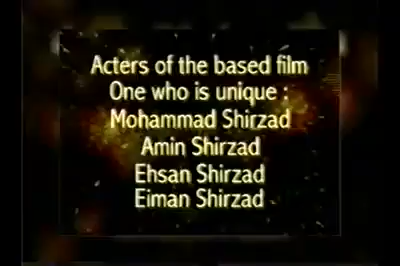 Acters of the based film
One who is unique :
Mohammad Shirzad
Amin Shirzad
Ehsan Shirzad
Eiman Shirzad